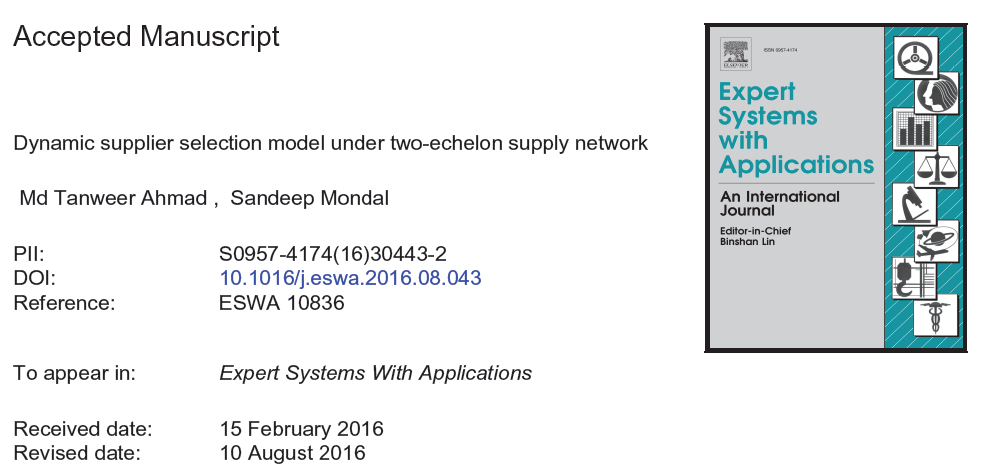 Accepted Manuscript
Dynamic supplier selection model under two-echelon supply network
Md Tanweer Ahmad , Sandeep Mondal
PII: S0957-4174(16)30443-2
DOI: 10.1016/j.eswa.2016.08.043
Reference: ESWA 10836
To appear in: Expert Systems With Applications
Received date: 15 February 2016
Revised date: 10 August 2016
ELSEVIER
ISSN 0957-4174
Expert
Systems
with
Applications
An International
Journal
Editor-in-Chief
Binshan Lin